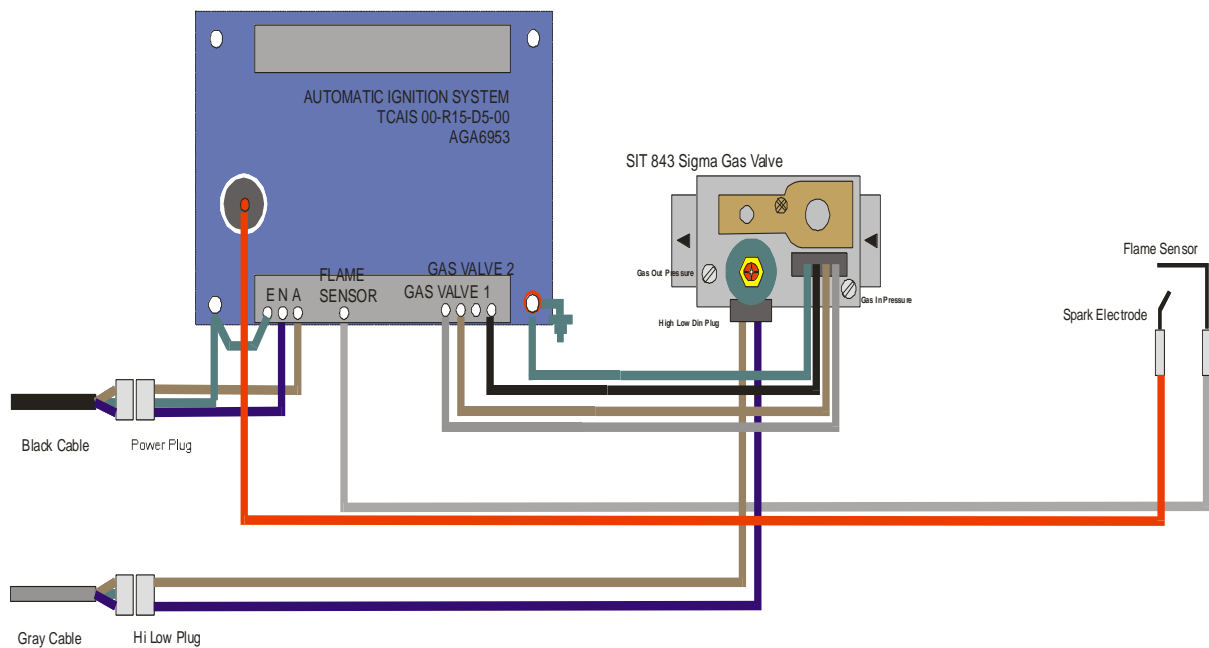 AUTOMATIC IGNITION SYSTEM
TCAIS 00-R15-D5-00
AGA6953
SIT 843 Sigma Gas Valve
Flame Sensor
Gas Out Pressure
Gas In Pressure
FLAME
SENSOR
GAS VALVE 2
GAS VALVE 1
E N A
High Low Din Plug
Spark Electrode
Black Cable
Power Plug
Gray Cable
Hi Low Plug